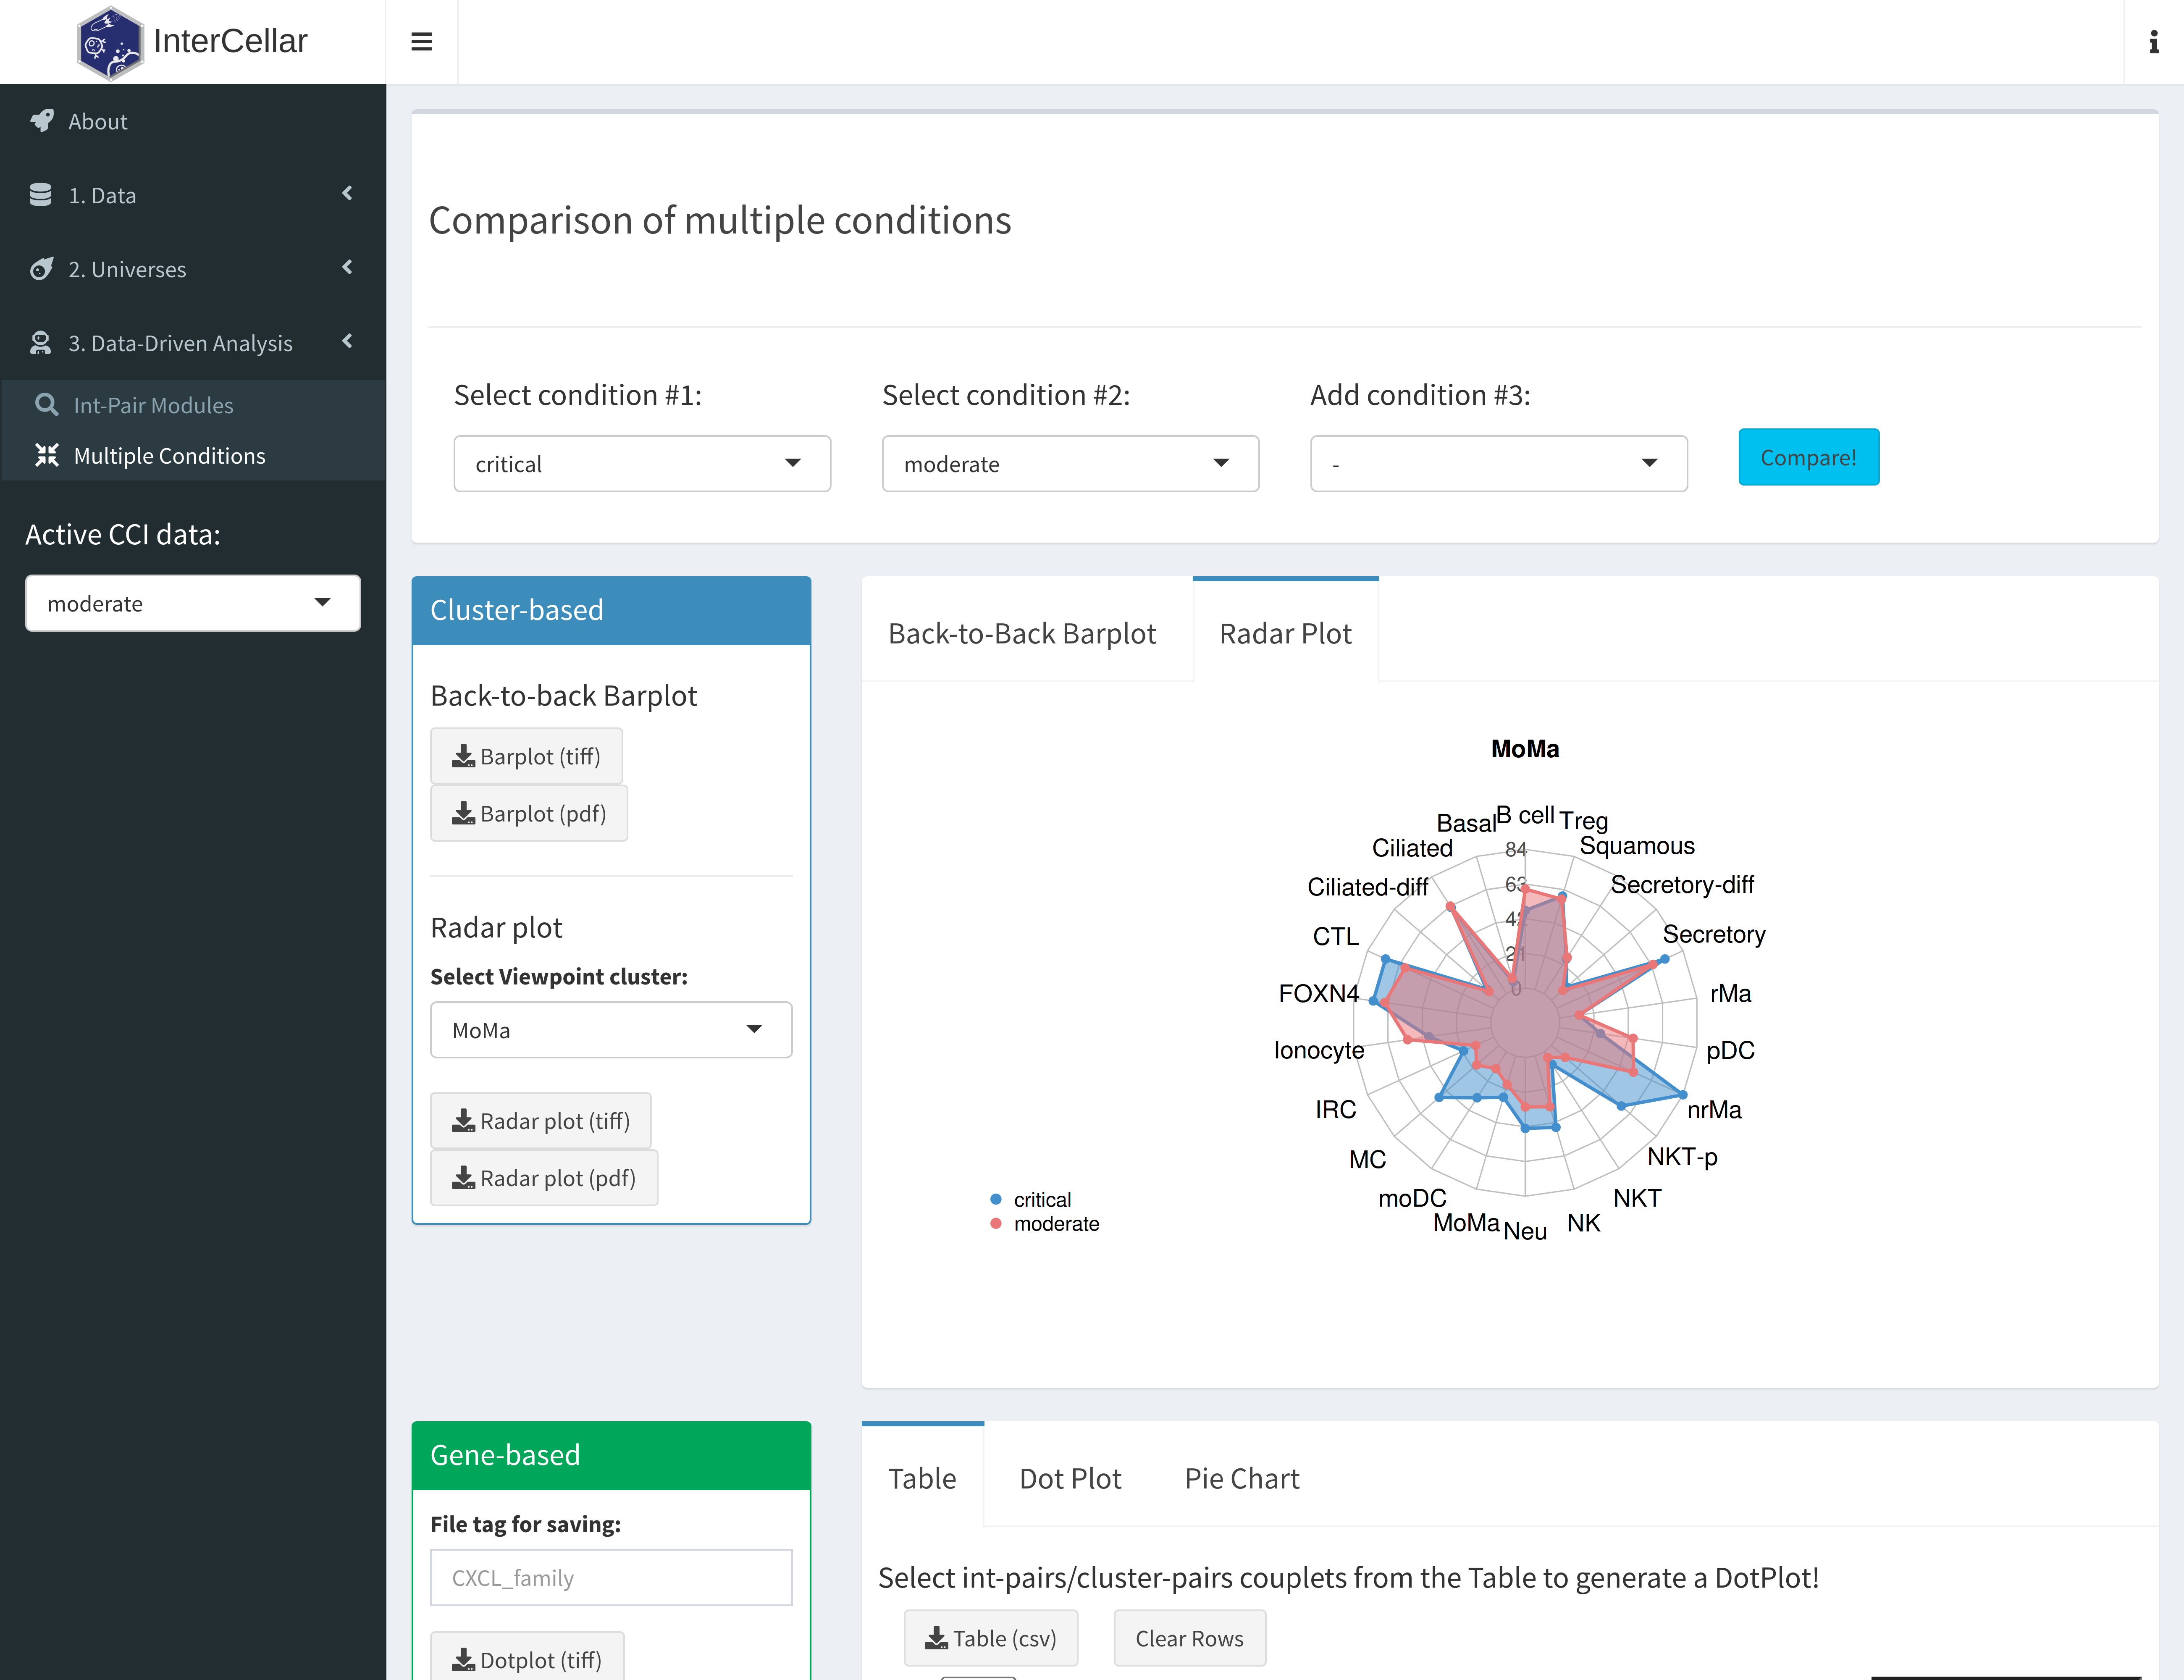 InterCellar
About
1. Data
2. Universes
3. Data-Driven Analysis
Int-Pair Modules
Multiple Conditions
Active CCI data:
moderate
Comparison of multiple conditions
Select condition #1:
Select condition #2:
Add condition #3:
critical
moderate
-
Compare!
Cluster-based
Back-to-back Barplot
Barplot (tiff)
Barplot (pdf)
Radar plot
Select Viewpoint cluster:
MoMa
Radar plot (tiff)
Radar plot (pdf)
Back-to-Back Barplot
Radar Plot
MoMa
B cell
Basal
Ciliated
Ciliated-diff
CTL
FOXN4
Ionocyte
IRC
MC
moDC
MoMa
Neu
NK
NKT
NKT-p
nrMa
pDC
rMa
Secretory
Secretory-diff
Squamous
Treg
84
63
42
21
0
critical
moderate
Gene-based
File tag for saving:
CXCL_family
Dotplot (tiff)
Table
Dot Plot
Pie Chart
Select int-pairs/cluster-pairs couplets from the Table to generate a DotPlot!
Table (csv)
Clear Rows